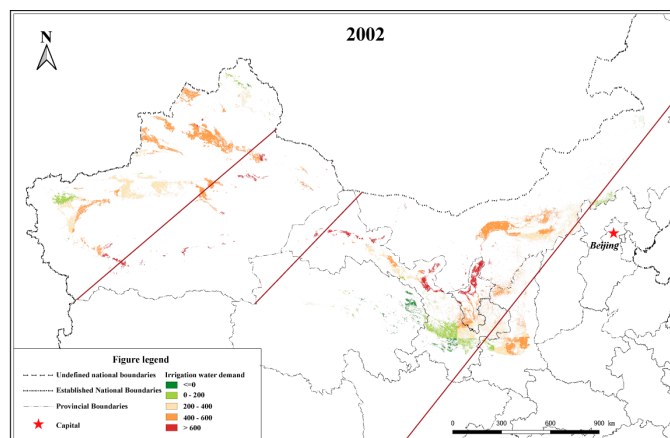 2002
N
Beijing
Figure legend
Undefined national boundaries
Established National Boundaries
Provincial Boundaries
Capital
Irrigation water demand
<=0
0 - 200
200 - 400
400 - 600
> 600
0 300 600 900 km